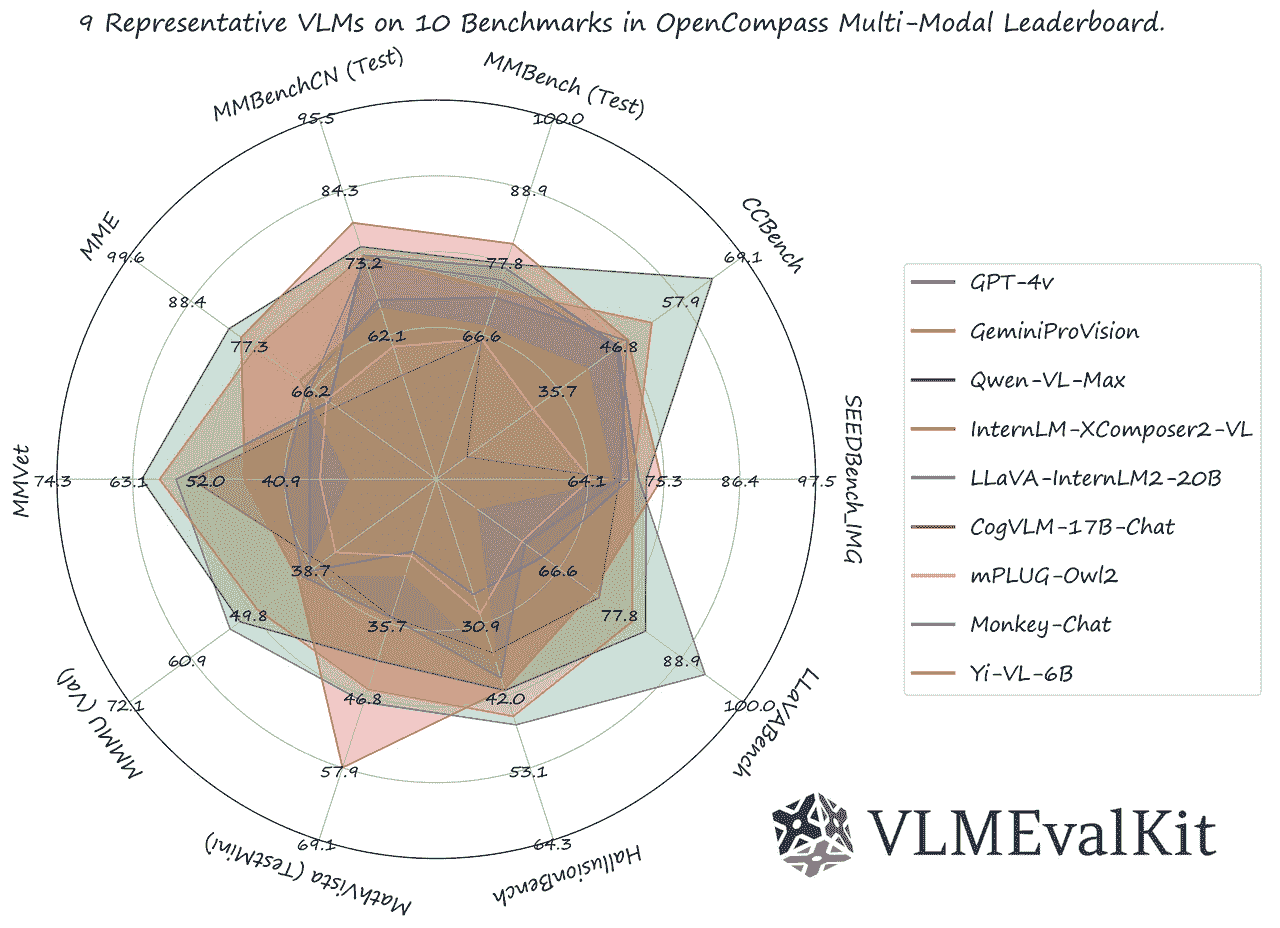 9 Representative VLMs on 10 Benchmarks in OpenCompass Multi-Modal Leaderboard.
MMBenchCN (Test)
MMBench (Test)
95.5
100.0
84.3
88.9
CCBench
MME
99.6
69.1
73.2
77.8
88.4
57.9
62.1
66.6
77.3
46.8
66.2
35.7
SEEDBench_IMG
MMVet
74.3
63.1
52.0
40.9
64.1
75.3
86.4
97.5
38.7
66.6
49.8
77.8
35.7
30.9
60.9
88.9
46.8
42.0
72.1
100.0
MMMU (Val)
LLaVABench
57.9
53.1
69.1
64.3
MathVista (TestMini)
HallusionBench
GPT-4v
GeminiProVision
Qwen-VL-Max
InternLM-XComposer2-VL
LLaVA-InternLM2-20B
CogVLM-17B-Chat
mPLUG-Owl2
Monkey-Chat
Yi-VL-6B
VLMEvalKit